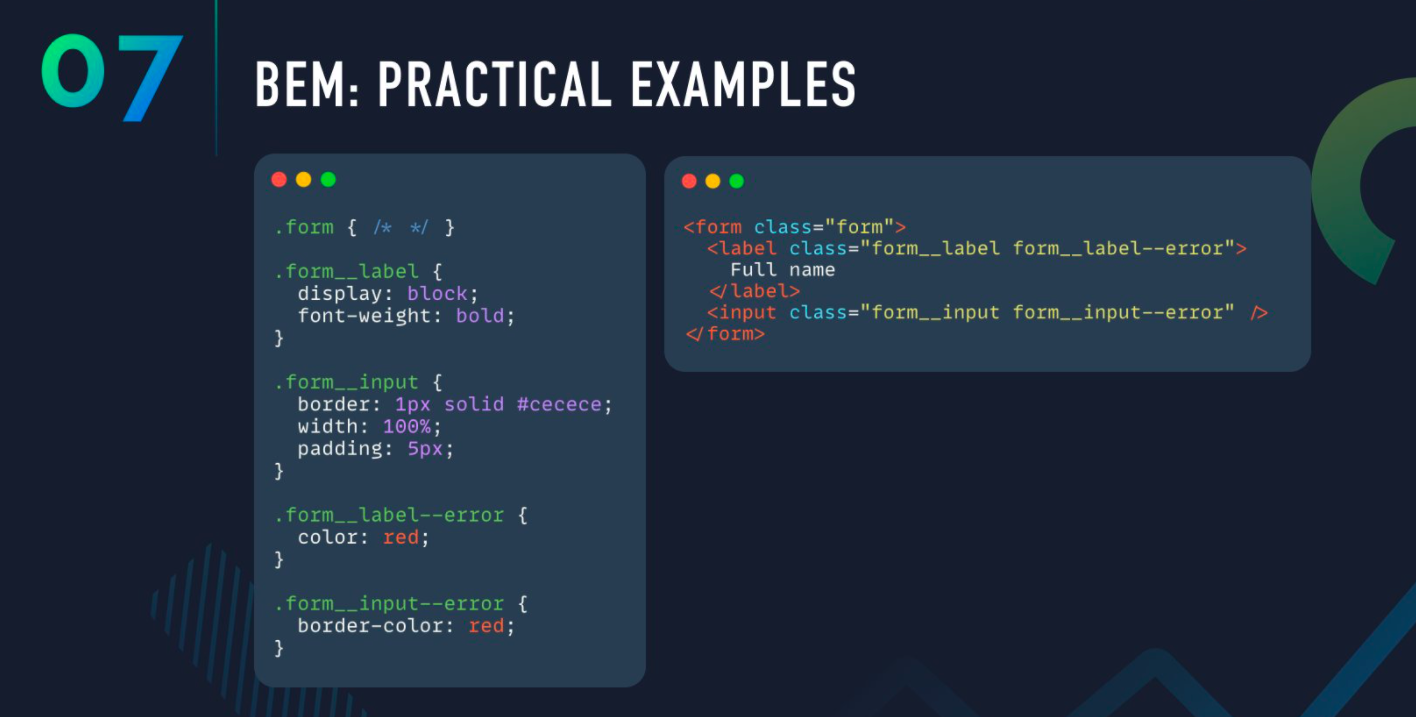 07
BEM: PRACTICAL EXAMPLES
.form { /* */ }
.form__label {
display: block;
font-weight: bold;
}
.form__input {
border: 1px solid #cecece;
width: 100%;
padding: 5px;
}
.form__label--error {
color: red;
}
.form__input--error {
border-color: red;
}
<form class="form">
<label class="form__label form__label--error">
Full name
</label>
<input class="form__input form__input--error" />
</form>